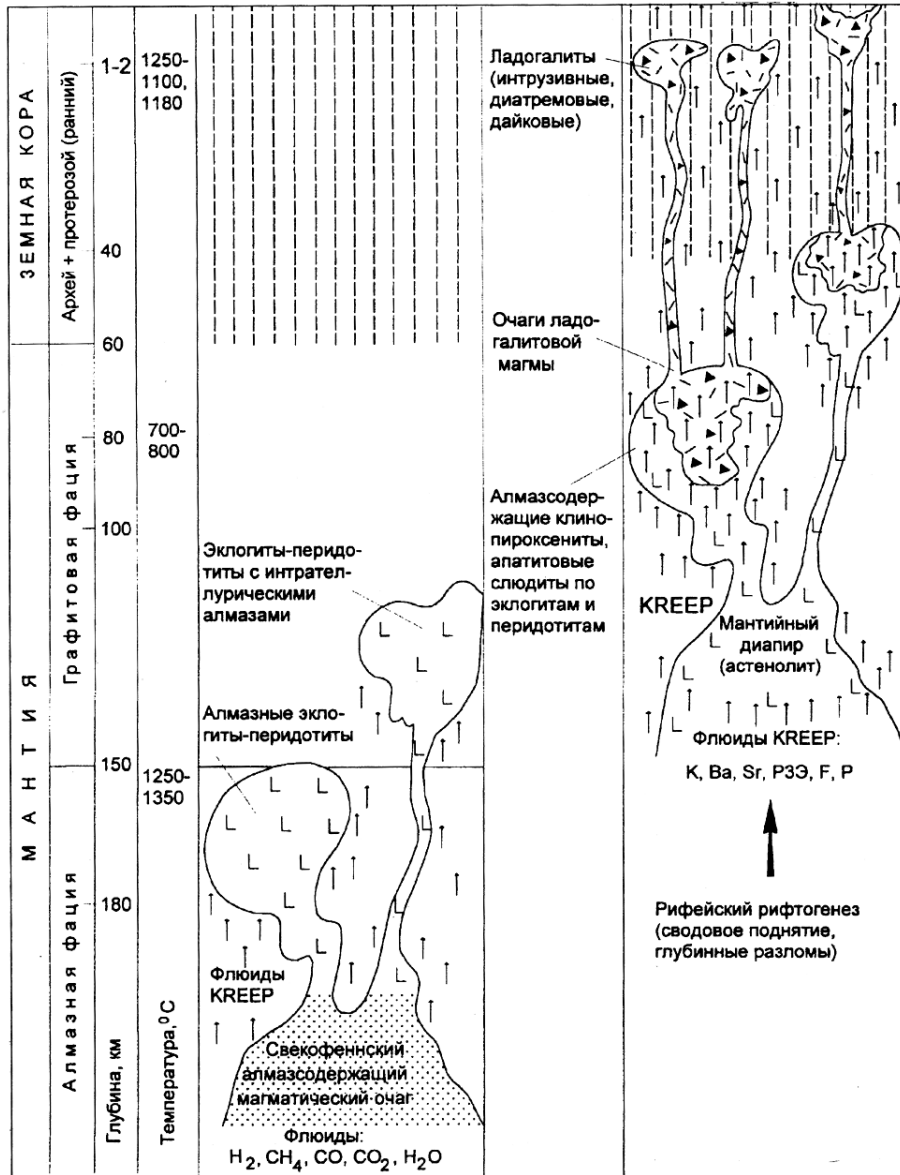 ЗЕМНАЯ КОРА
Архей + протерозой (ранний)
МАНТИЯ
Графитовая фация
Алмазная фация
Глубина, км
1-2
40
60
80
100
150
180
Температура, ⁰С
1250-
1100,
1180
700-
800
1250-
1350
Эклогиты-перидо-
титы с интрател-
лурическими
алмазами
Алмазные экло-
гиты-перидотиты
Флюиды
KREEP
Свекофеннский
алмазсодержащий
магматический очаг
Флюиды:
H₂, CH₄, CO, CO₂, H₂O
Ладогалиты
(интрузивные,
диатремовые,
дайковые)
Очаги ладо-
галитовой
магмы
Алмазсодер-
жащие клино-
пироксениты,
апатитовые
слюдиты по
эклогитам и
перидотитам
KREEP
Мантийный
диапир
(астенолит)
Флюиды KREEP:
K, Ba, Sr, РЗЭ, F, P
Рифейский рифтогенез
(сводовое поднятие,
глубинные разломы)